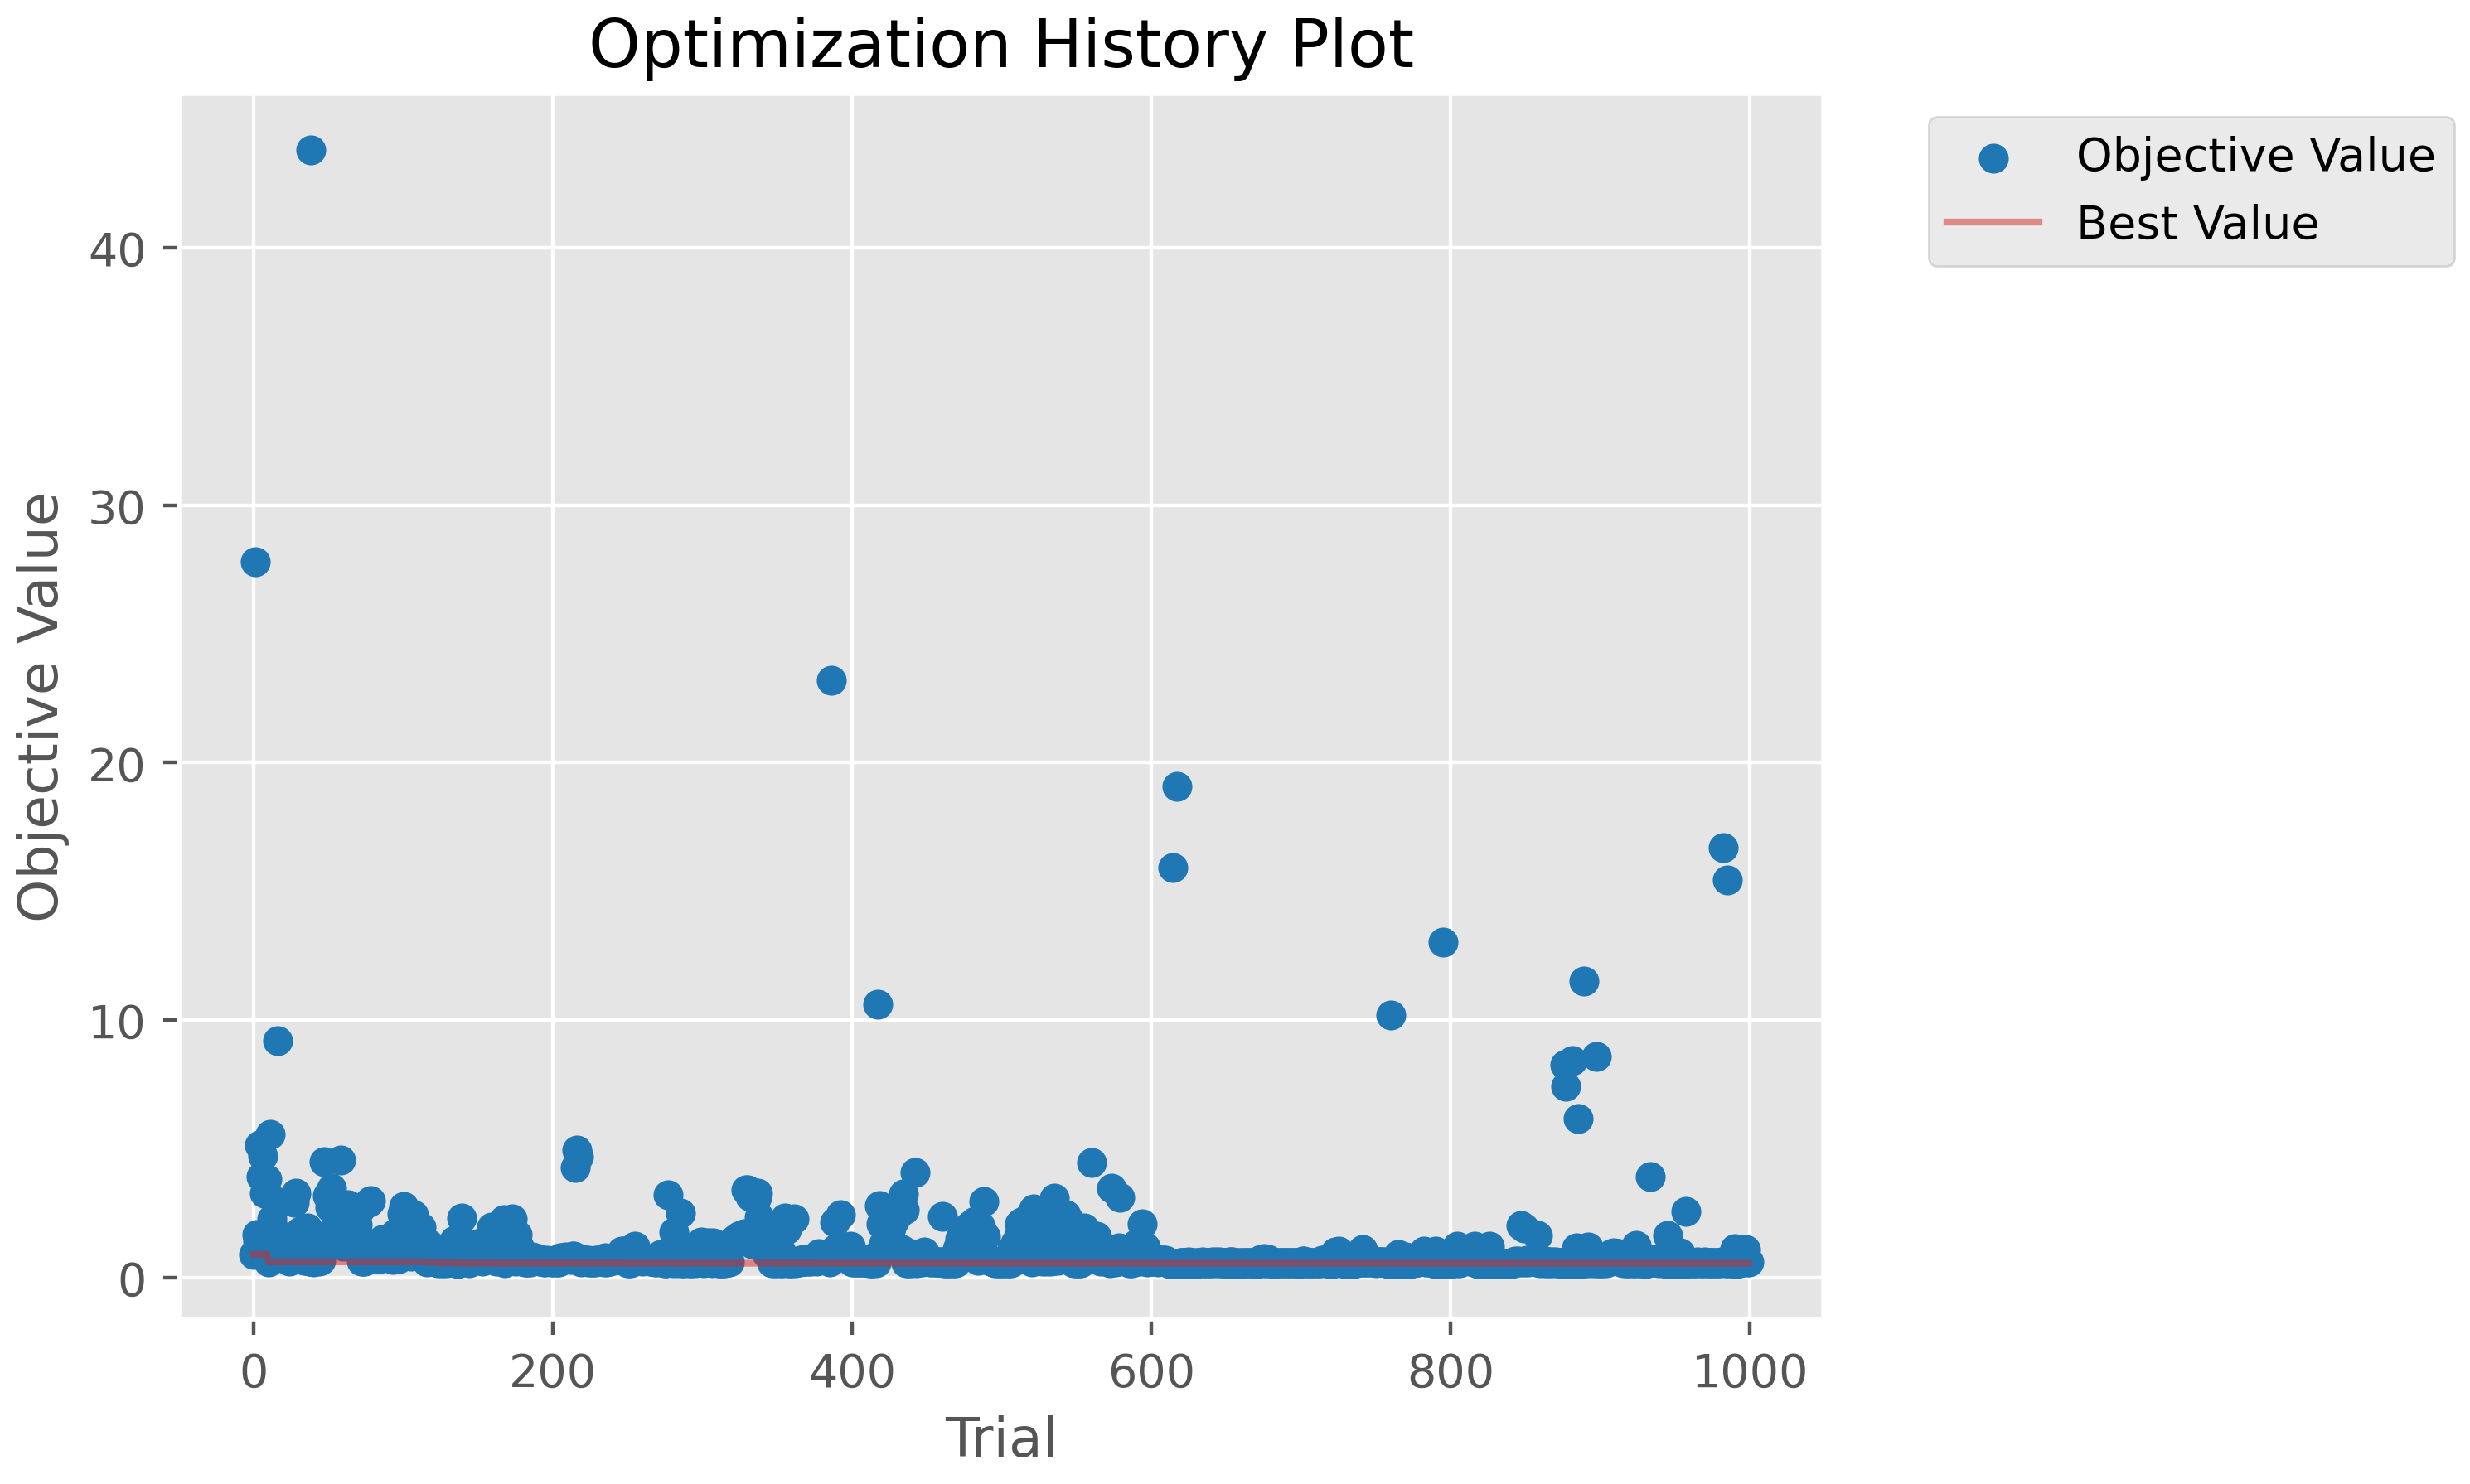 Optimization History Plot
Objective Value
Best Value
Objective Value
40
30
20
10
0
0 200 400 600 800 1000
Trial